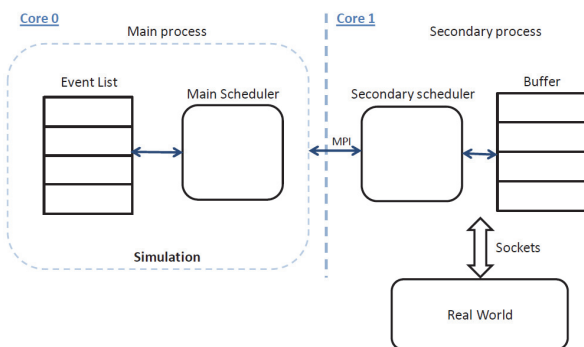 Core 0
Main process
Core 1
Secondary process
Event List
Main Scheduler
Secondary scheduler
Buffer
MPI
Simulation
Sockets
Real World